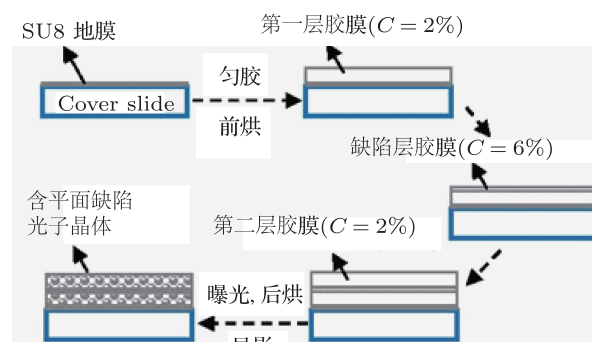 SU8 地膜
第一层胶膜(C = 2%)
匀胶
Cover slide
前烘
缺陷层胶膜(C = 6%)
含平面缺陷
光子晶体
第二层胶膜(C = 2%)
曝光, 后烘